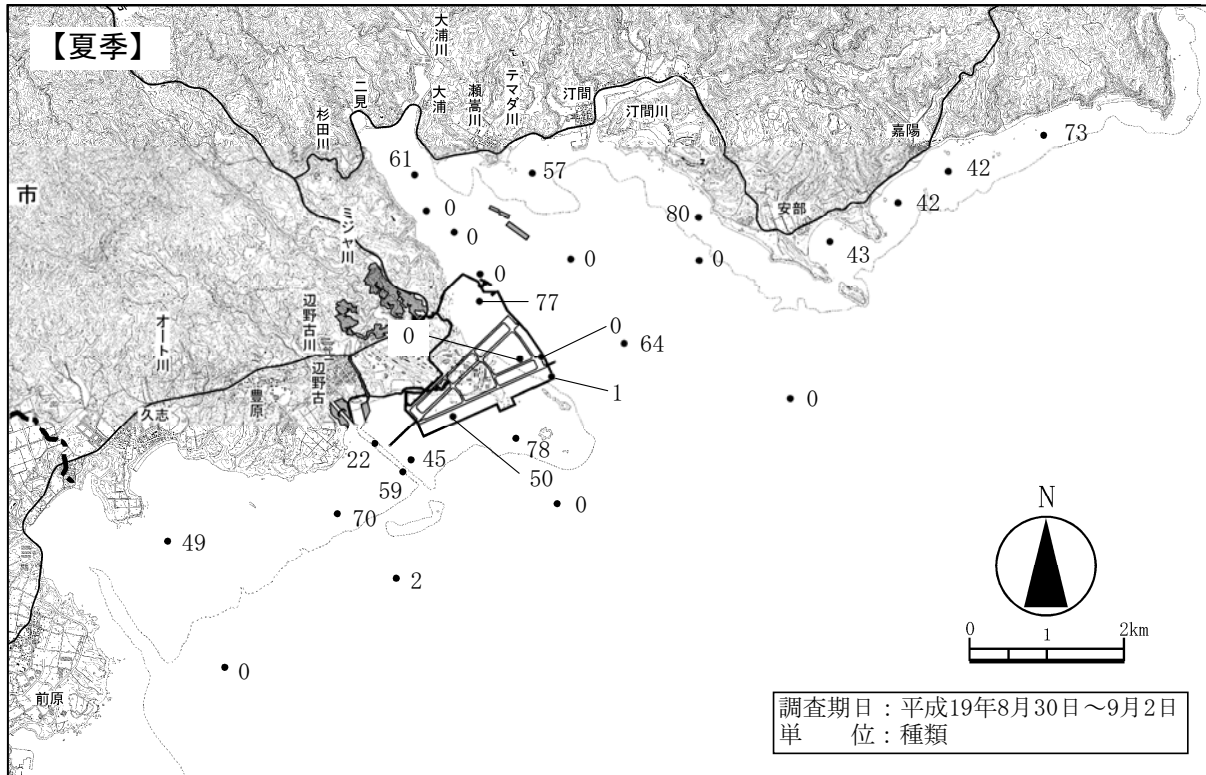 【夏季】
大浦川
テマダ川
瀬嵩川
大浦
二見
杉田川
汀間
汀間川
嘉陽
73
42
42
61
57
市
0
80
安部
43
ミジャ川
0
0
0
0
77
辺野古川
0
0
64
オート川
辺野古
1
豊原
0
久志
22
45
78
50
59
70
0
49
2
0
前原
N
0 1 2km
調査期日：平成19年8月30日～9月2日
単　　位：種類